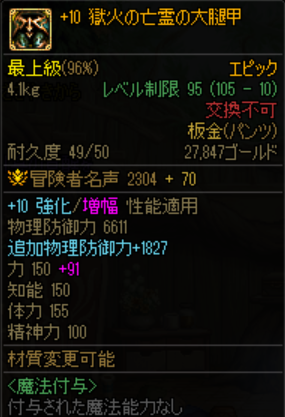 +10 獄火の亡霊の大腿甲
最上級(96%) エピック
4.1kg レベル制限 95 (105 - 10)
交換不可
板金(パンツ)
耐久度 49/50 27,847ゴールド
冒険者名声 2304 + 70
+10 強化/増幅 性能適用
物理防御力 6611
追加物理防御力+1827
力 150 +91
知能 150
体力 155
精神力 100
材質変更可能
<魔法付与>
付与された魔法能力なし